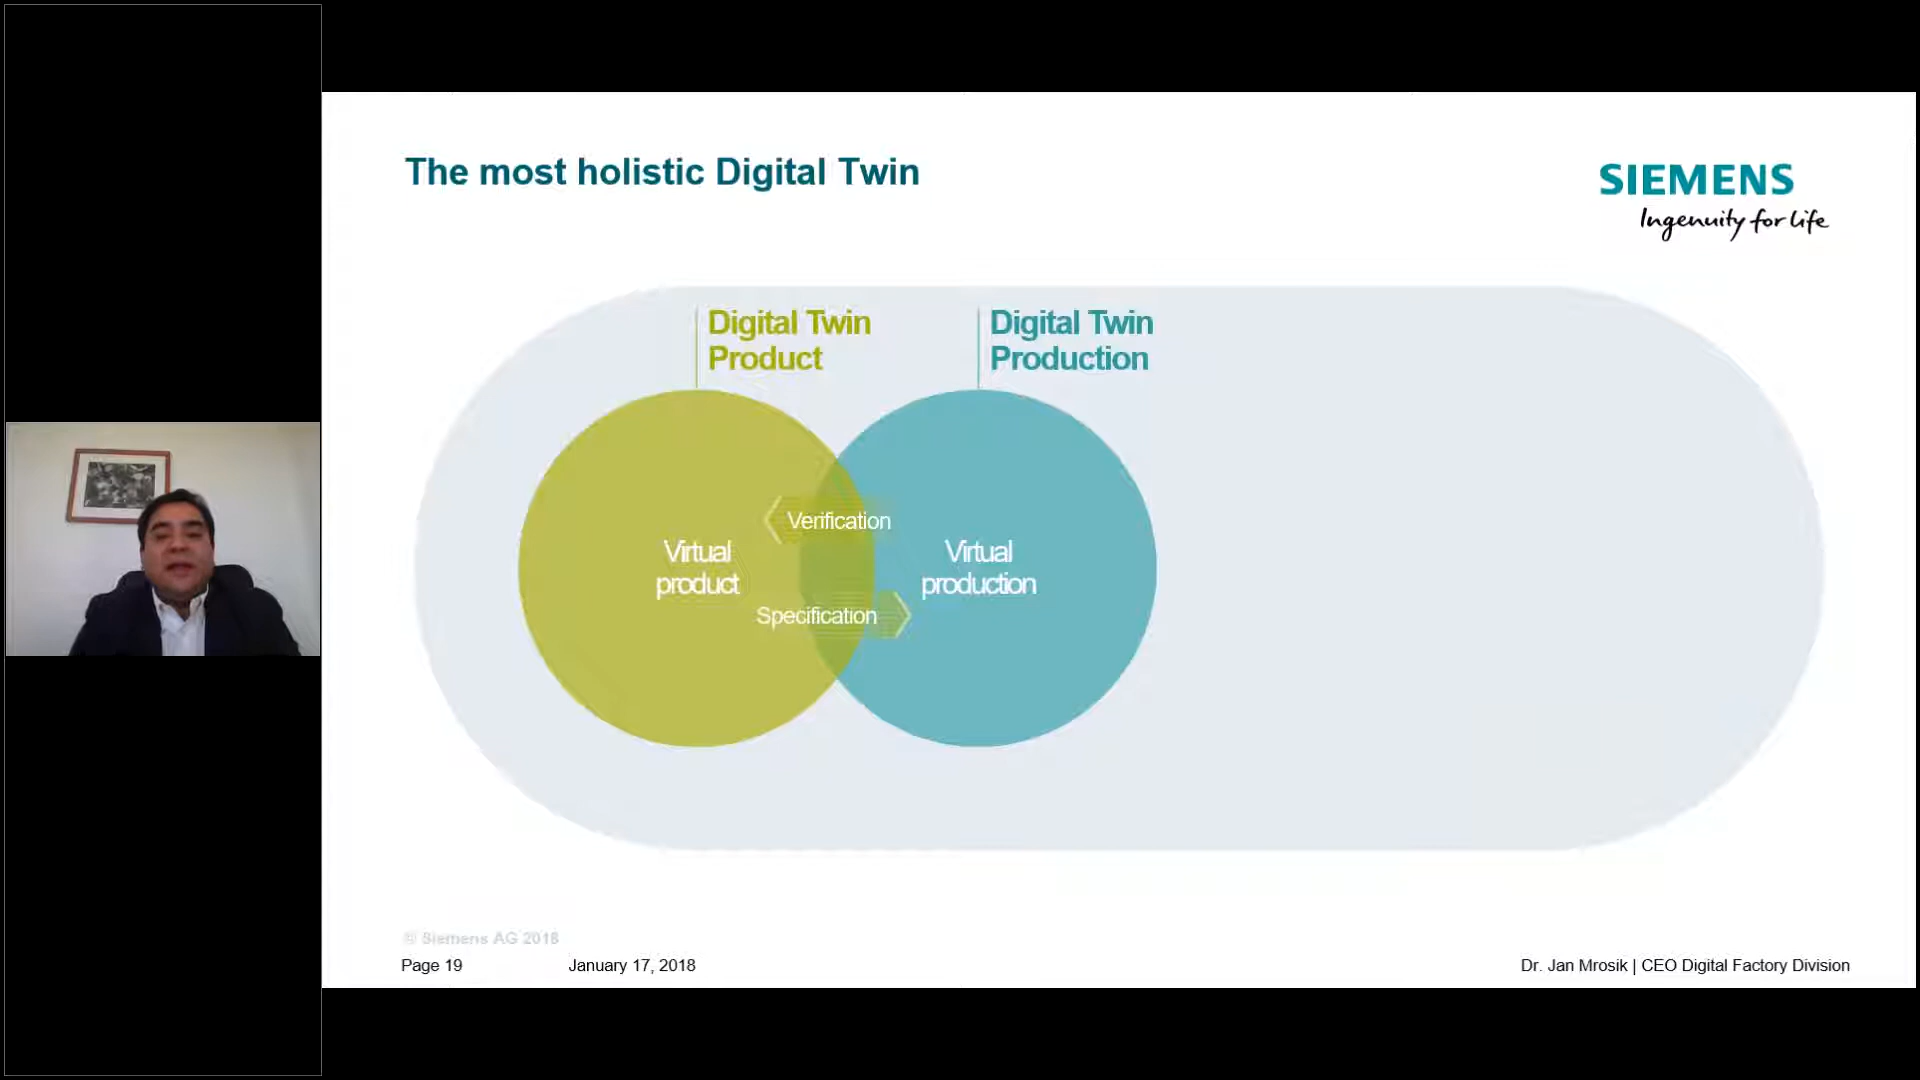 The most holistic Digital Twin
SIEMENS
Ingenuity for life
Digital Twin
Product
Digital Twin
Production
Verification
Virtual
product
Virtual
production
Specification
© Siemens AG 2018
Page 19
January 17, 2018
Dr. Jan Mrosik | CEO Digital Factory Division